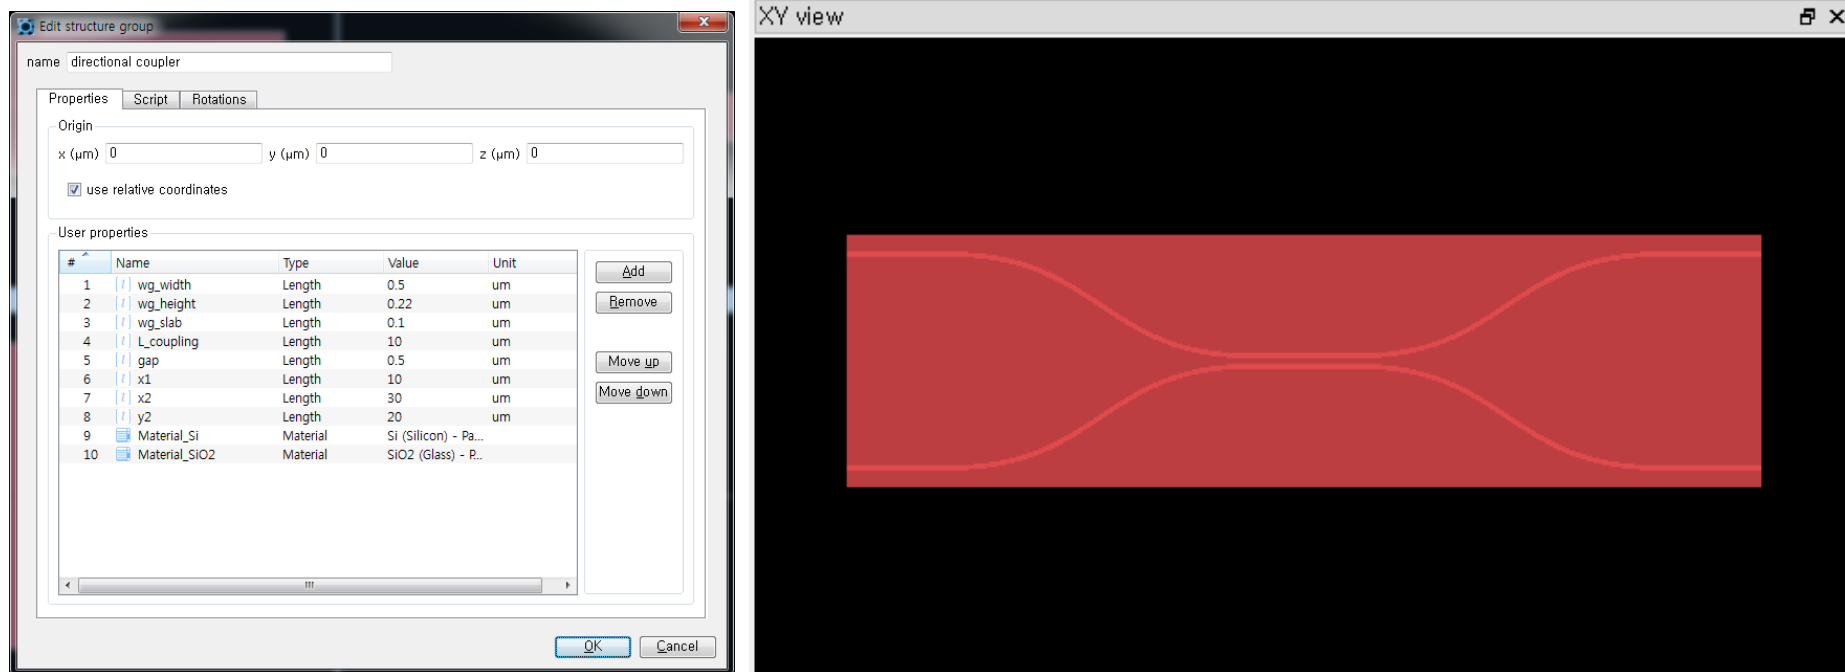 Edit structure group
name directional coupler
Properties Script Rotations
Origin
x (μm) 0 y (μm) 0 z (μm) 0
use relative coordinates
User properties
# Name Type Value Unit
1 wg_width Length 0.5 um
2 wg_height Length 0.22 um
3 wg_slab Length 0.1 um
4 L_coupling Length 10 um
5 gap Length 0.5 um
6 x1 Length 10 um
7 x2 Length 30 um
8 y2 Length 20 um
9 Material_Si Material Si (Silicon) - Pa...
10 Material_SiO2 Material SiO2 (Glass) - P...
Add
Remove
Move up
Move down
OK Cancel
XY view